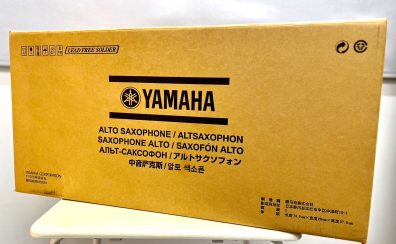 LEAD FREE SOLDER
YAMAHA
ALTO SAXOPHONE / ALTSAXOPHON
SAXOPHONE ALTO / SAXOFÓN ALTO
АЛЬТ-САКСОФОН / アルトサクソフォン
中音萨克斯 / 알토 색소폰
YAMAHA CORPORATION